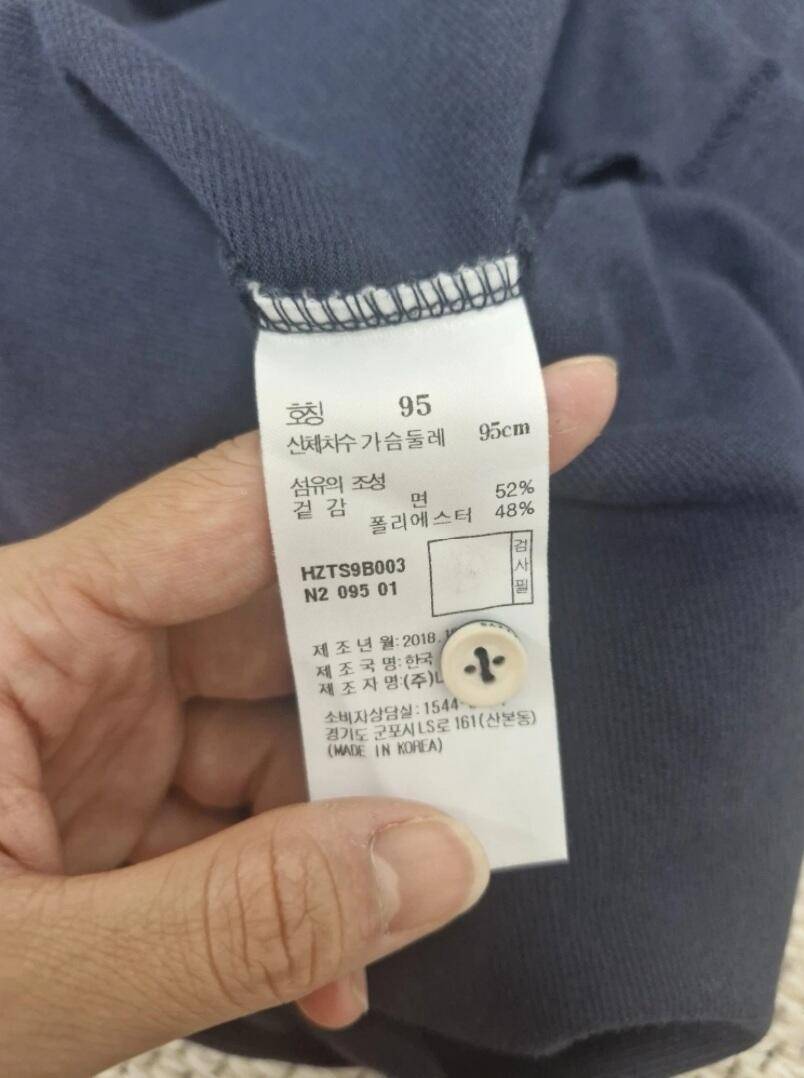 호칭 95
신체치수 가슴둘레 95cm
섬유의 조성
겉 감 면 52%
폴리에스터 48%
검사필
HZTS9B003
N2 095 01
제 조 년 월:2018.
제 조 국 명:한국
제 조 자 명:(주)
소비자상담실:1544-
경기도 군포시 LS로 161(산본동)
(MADE IN KOREA)